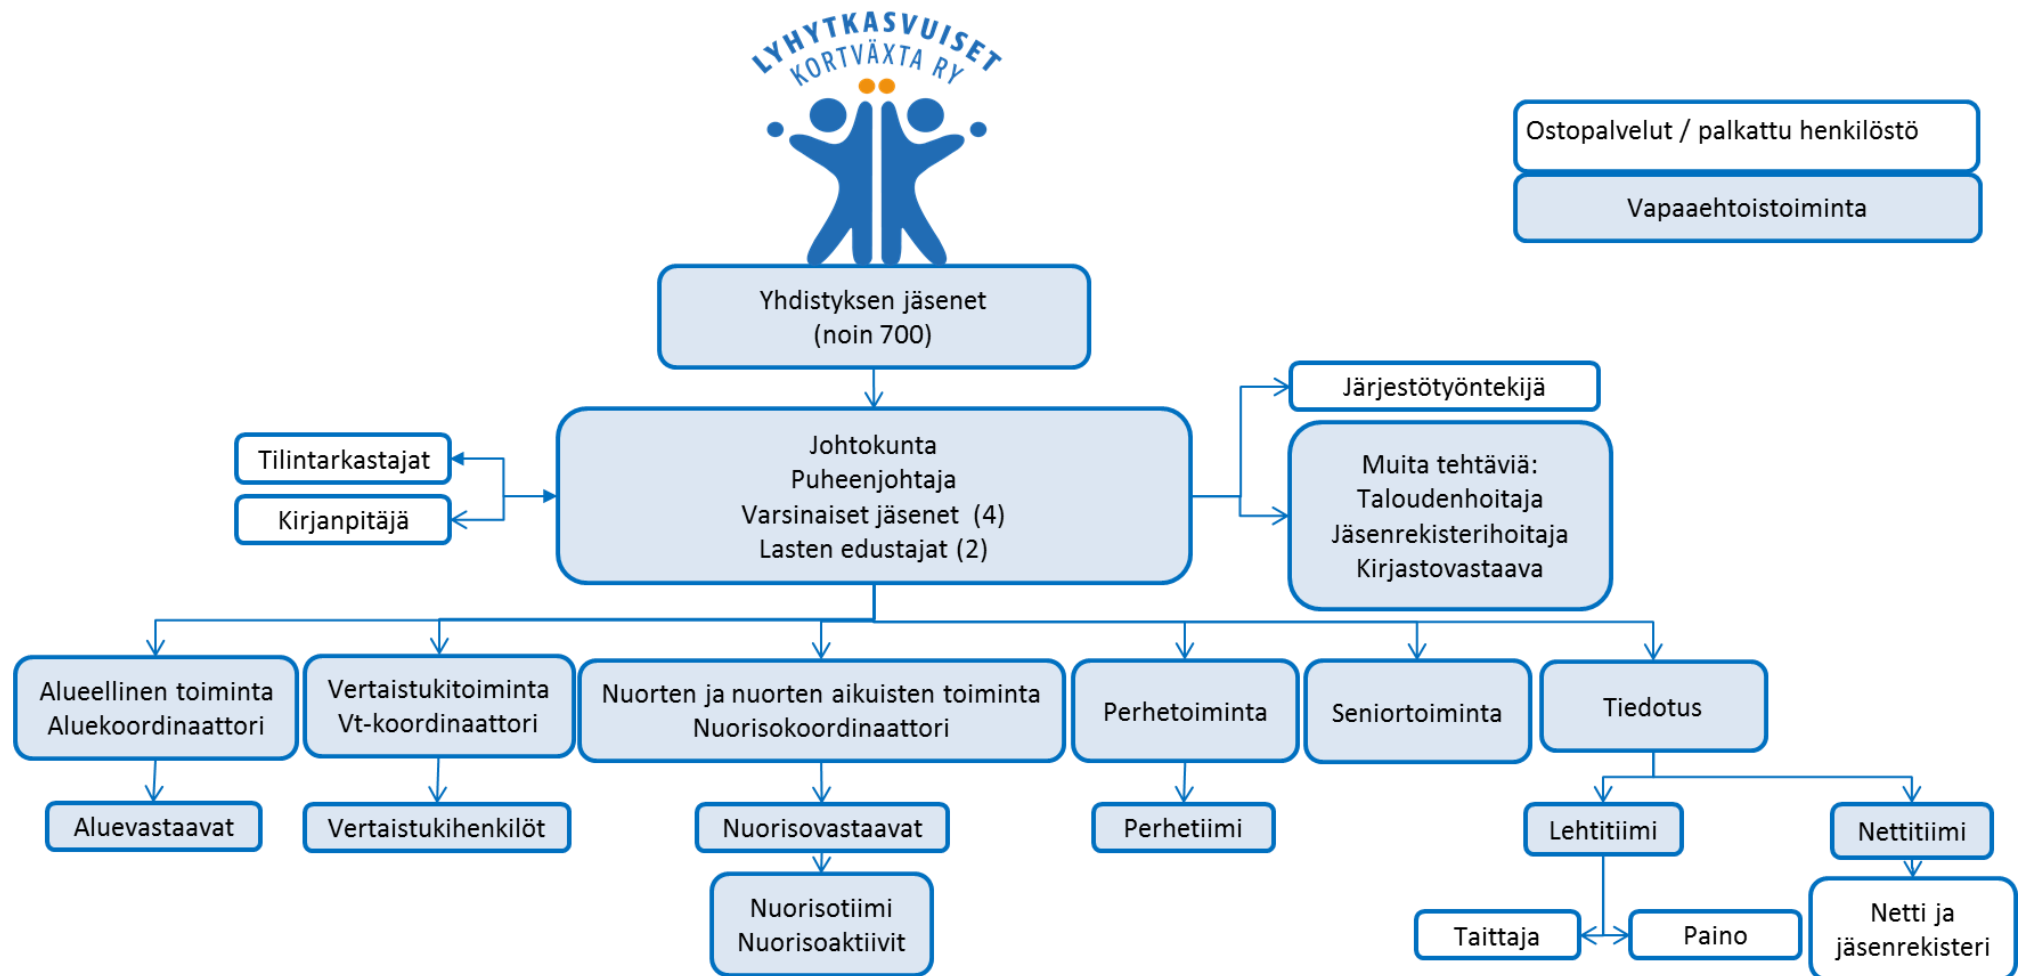 LYHYTKASVUISET
KORTVÄXTA RY
Ostopalvelut / palkattu henkilöstö
Vapaaehtoistoiminta
Yhdistyksen jäsenet
(noin 700)
Järjestötyöntekijä
Johtokunta
Puheenjohtaja
Varsinaiset jäsenet (4)
Lasten edustajat (2)
Tilintarkastajat
Kirjanpitäjä
Muita tehtäviä:
Taloudenhoitaja
Jäsenrekisterihoitaja
Kirjastovastaava
Alueellinen toiminta
Aluekoordinaattori
Vertaistukitoiminta
Vt-koordinaattori
Nuorten ja nuorten aikuisten toiminta
Nuorisokoordinaattori
Perhetoiminta
Seniortoiminta
Tiedotus
Aluevastaavat
Vertaistukihenkilöt
Nuorisovastaavat
Perhetiimi
Lehtitiimi
Nettitiimi
Nuorisotiimi
Nuorisoaktiivit
Taittaja
Paino
Netti ja
jäsenrekisteri